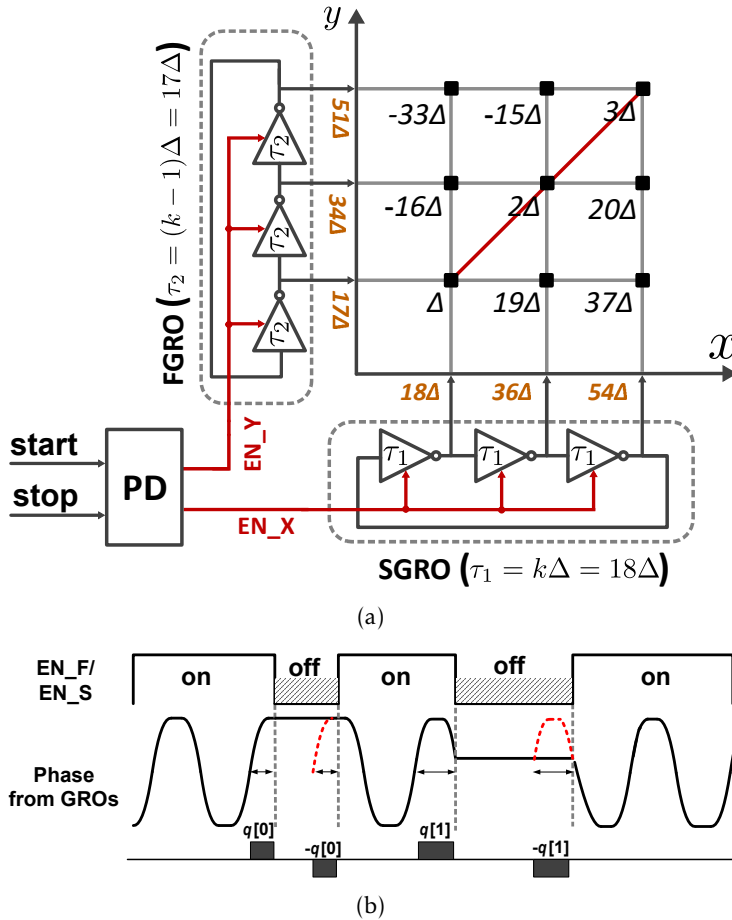 y
FGRO (τ₂ = (k − 1)Δ = 17Δ)
τ₂
τ₂
τ₂
51Δ
34Δ
17Δ
-33Δ -15Δ 3Δ
-16Δ 2Δ 20Δ
Δ 19Δ 37Δ
x
18Δ 36Δ 54Δ
start
stop
PD
EN_Y
EN_X
τ₁ τ₁ τ₁
SGRO (τ₁ = kΔ = 18Δ)
(a)
EN_F/
EN_S
on off on off on
Phase
from GROs
q[0] -q[0] q[1] -q[1]
(b)